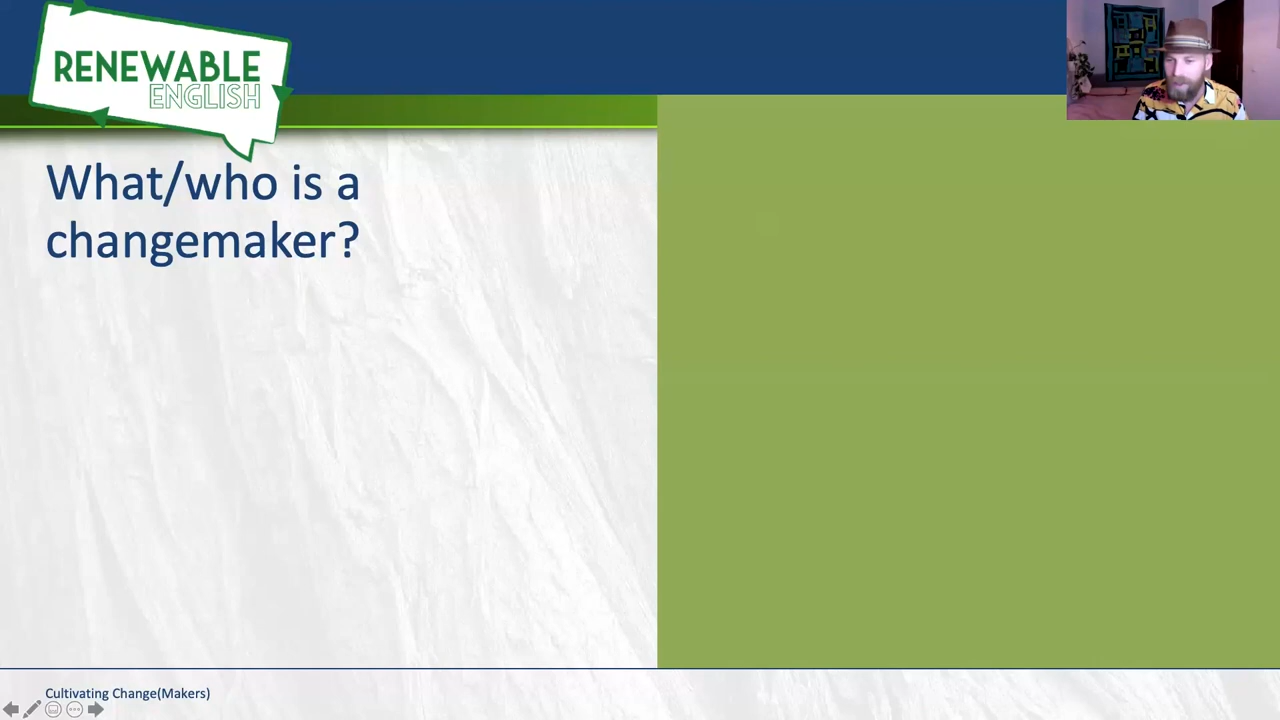 RENEWABLE
ENGLISH
What/who is a
changemaker?
Cultivating Change(Makers)